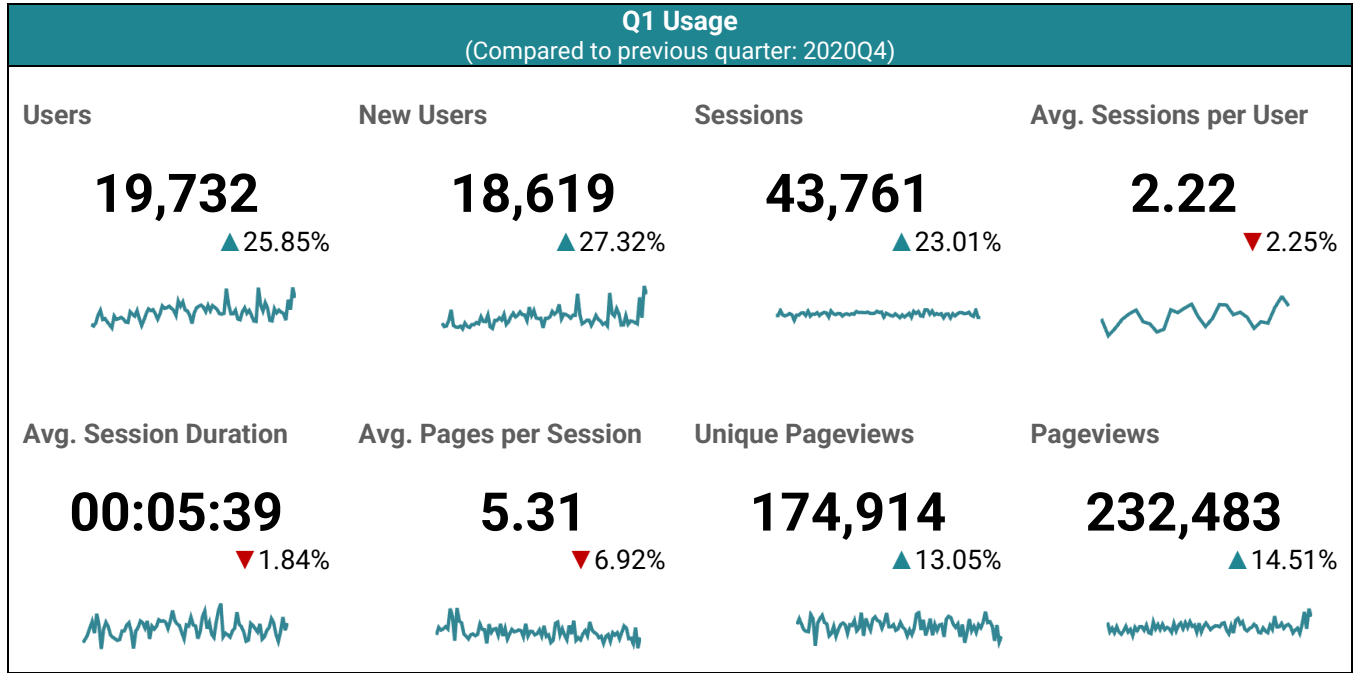 Q1 Usage
(Compared to previous quarter: 2020Q4)
Users
19,732
▲25.85%
New Users
18,619
▲27.32%
Sessions
43,761
▲23.01%
Avg. Sessions per User
2.22
▼2.25%
Avg. Session Duration
00:05:39
▼1.84%
Avg. Pages per Session
5.31
▼6.92%
Unique Pageviews
174,914
▲13.05%
Pageviews
232,483
▲14.51%